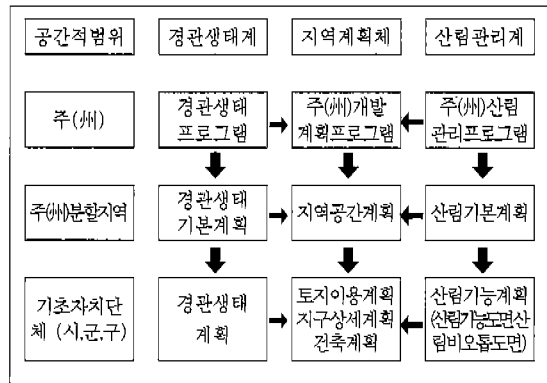 공간적범위
경관생태계
지역계획체
산림관리계
주(州)
경관생태
프로그램
주(州)개발
계획프로그램
주(州)산림
관리프로그램
주(州)분할지역
경관생태
기본계획
지역공간계획
산림기본계획
기초자치단
체 (시,군,구)
경관생태
계획
토지이용계획
지구상세계획
건축계획
산림기능계획
(산림기능도면산
림비오톱도면)